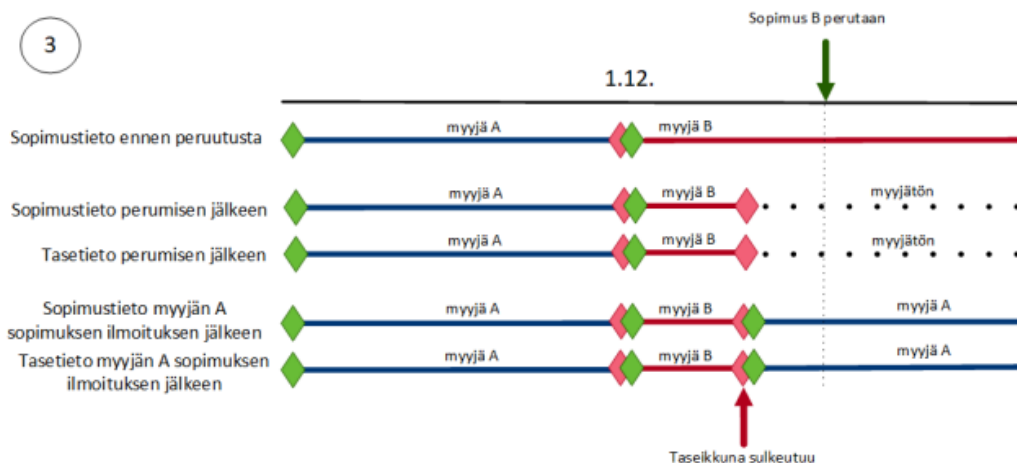 Sopimus B perutaan
3
1.12.
Sopimustieto ennen peruutusta
myyjä A
myyjä B
Sopimustieto perumisen jälkeen
myyjä A
myyjä B
myyjätön
Tasetieto perumisen jälkeen
myyjä A
myyjä B
myyjätön
Sopimustieto myyjän A
sopimuksen ilmoituksen jälkeen
myyjä A
myyjä B
myyjä A
Tasetieto myyjän A sopimuksen
ilmoituksen jälkeen
myyjä A
myyjä B
myyjä A
Taseikkuna sulkeutuu